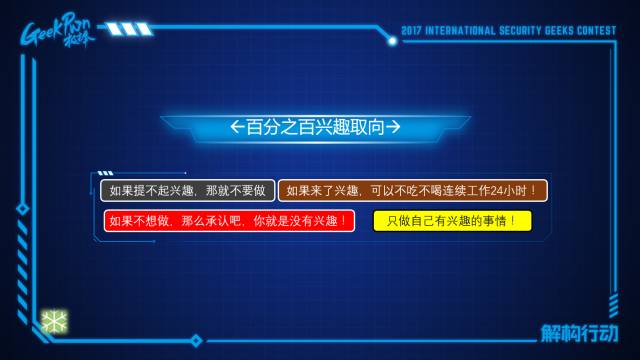 GeekPwn
极棒
2017 INTERNATIONAL SECURITY GEEKS CONTEST
←百分之百兴趣取向→
如果提不起兴趣，那就不要做
如果来了兴趣，可以不吃不喝连续工作24小时！
如果不想做，那么承认吧，你就是没有兴趣！
只做自己有兴趣的事情！
解构行动